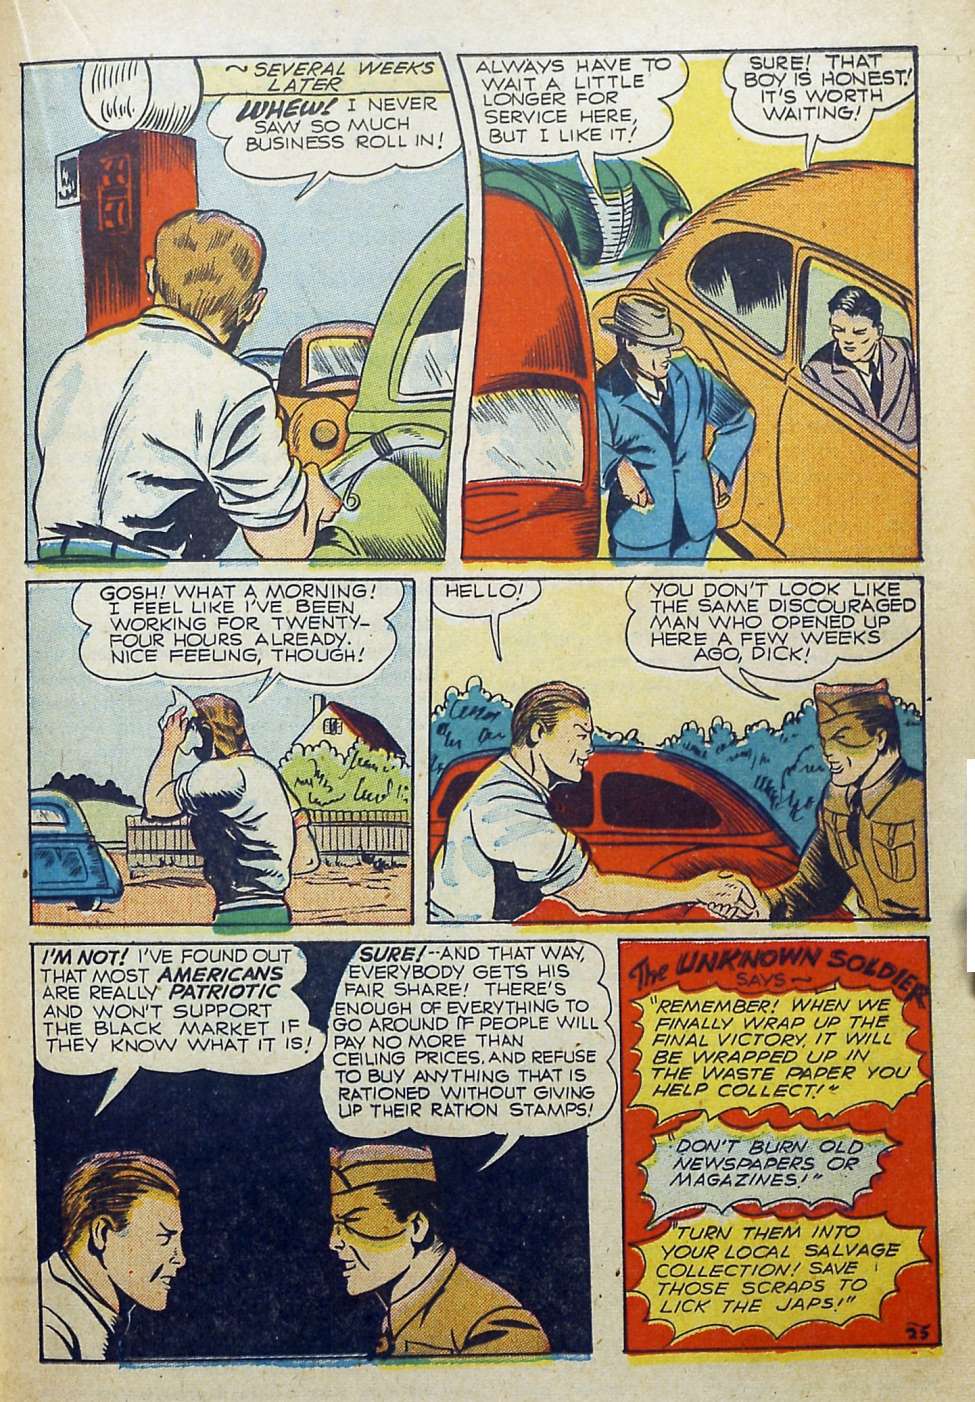 ~ SEVERAL WEEKS
LATER
WHEW! I NEVER
SAW SO MUCH
BUSINESS ROLL IN!
ALWAYS HAVE TO
WAIT A LITTLE
LONGER FOR
SERVICE HERE,
BUT I LIKE IT!
SURE! THAT
BOY IS HONEST!
IT'S WORTH
WAITING!
GOSH! WHAT A MORNING!
I FEEL LIKE I'VE BEEN
WORKING FOR TWENTY-
FOUR HOURS ALREADY.
NICE FEELING, THOUGH!
HELLO!
YOU DON'T LOOK LIKE
THE SAME DISCOURAGED
MAN WHO OPENED UP
HERE A FEW WEEKS
AGO, DICK!
I'M NOT! I'VE FOUND OUT
THAT MOST AMERICANS
ARE REALLY PATRIOTIC
AND WON'T SUPPORT
THE BLACK MARKET IF
THEY KNOW WHAT IT IS!
SURE!--AND THAT WAY,
EVERYBODY GETS HIS
FAIR SHARE! THERE'S
ENOUGH OF EVERYTHING TO
GO AROUND IF PEOPLE WILL
PAY NO MORE THAN
CEILING PRICES, AND REFUSE
TO BUY ANYTHING THAT IS
RATIONED WITHOUT GIVING
UP THEIR RATION STAMPS!
The UNKNOWN SOLDIER
SAYS ~
"REMEMBER! WHEN WE
FINALLY WRAP UP THE
FINAL VICTORY, IT WILL
BE WRAPPED UP IN
THE WASTE PAPER YOU
HELP COLLECT!"
"DON'T BURN OLD
NEWSPAPERS OR
MAGAZINES!"
"TURN THEM INTO
YOUR LOCAL SALVAGE
COLLECTION! SAVE
THOSE SCRAPS TO
LICK THE JAPS!"
25